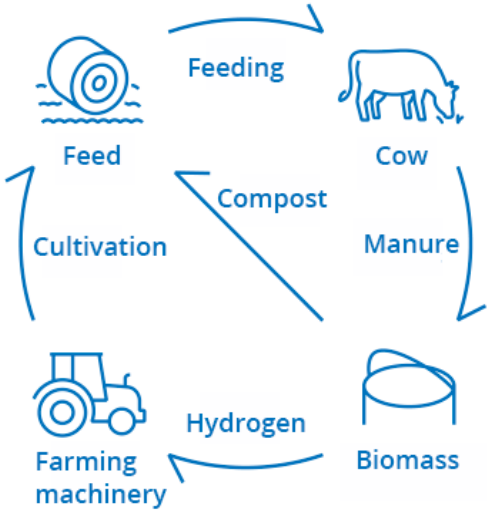 Feeding
Feed
Cow
Compost
Cultivation
Manure
Hydrogen
Farming
machinery
Biomass